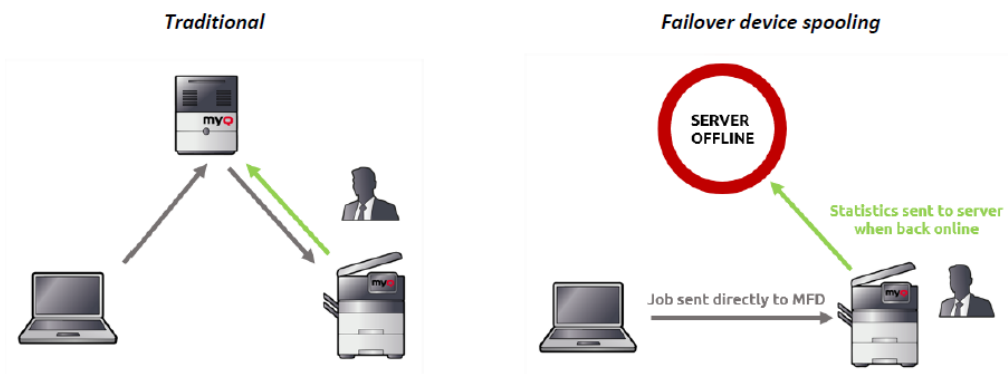 Traditional
Failover device spooling
myQ
SERVER
OFFLINE
Statistics sent to server
when back online
myQ
myQ
Job sent directly to MFD